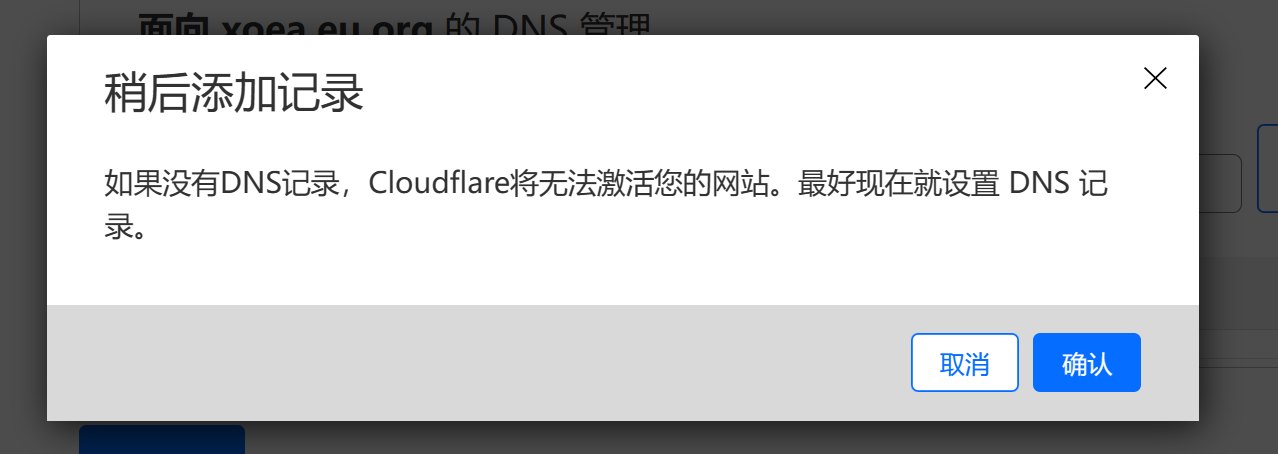 面向 xoea.eu.org 的 DNS 管理
稍后添加记录
如果没有DNS记录，Cloudflare将无法激活您的网站。最好现在就设置 DNS 记
录。
取消
确认